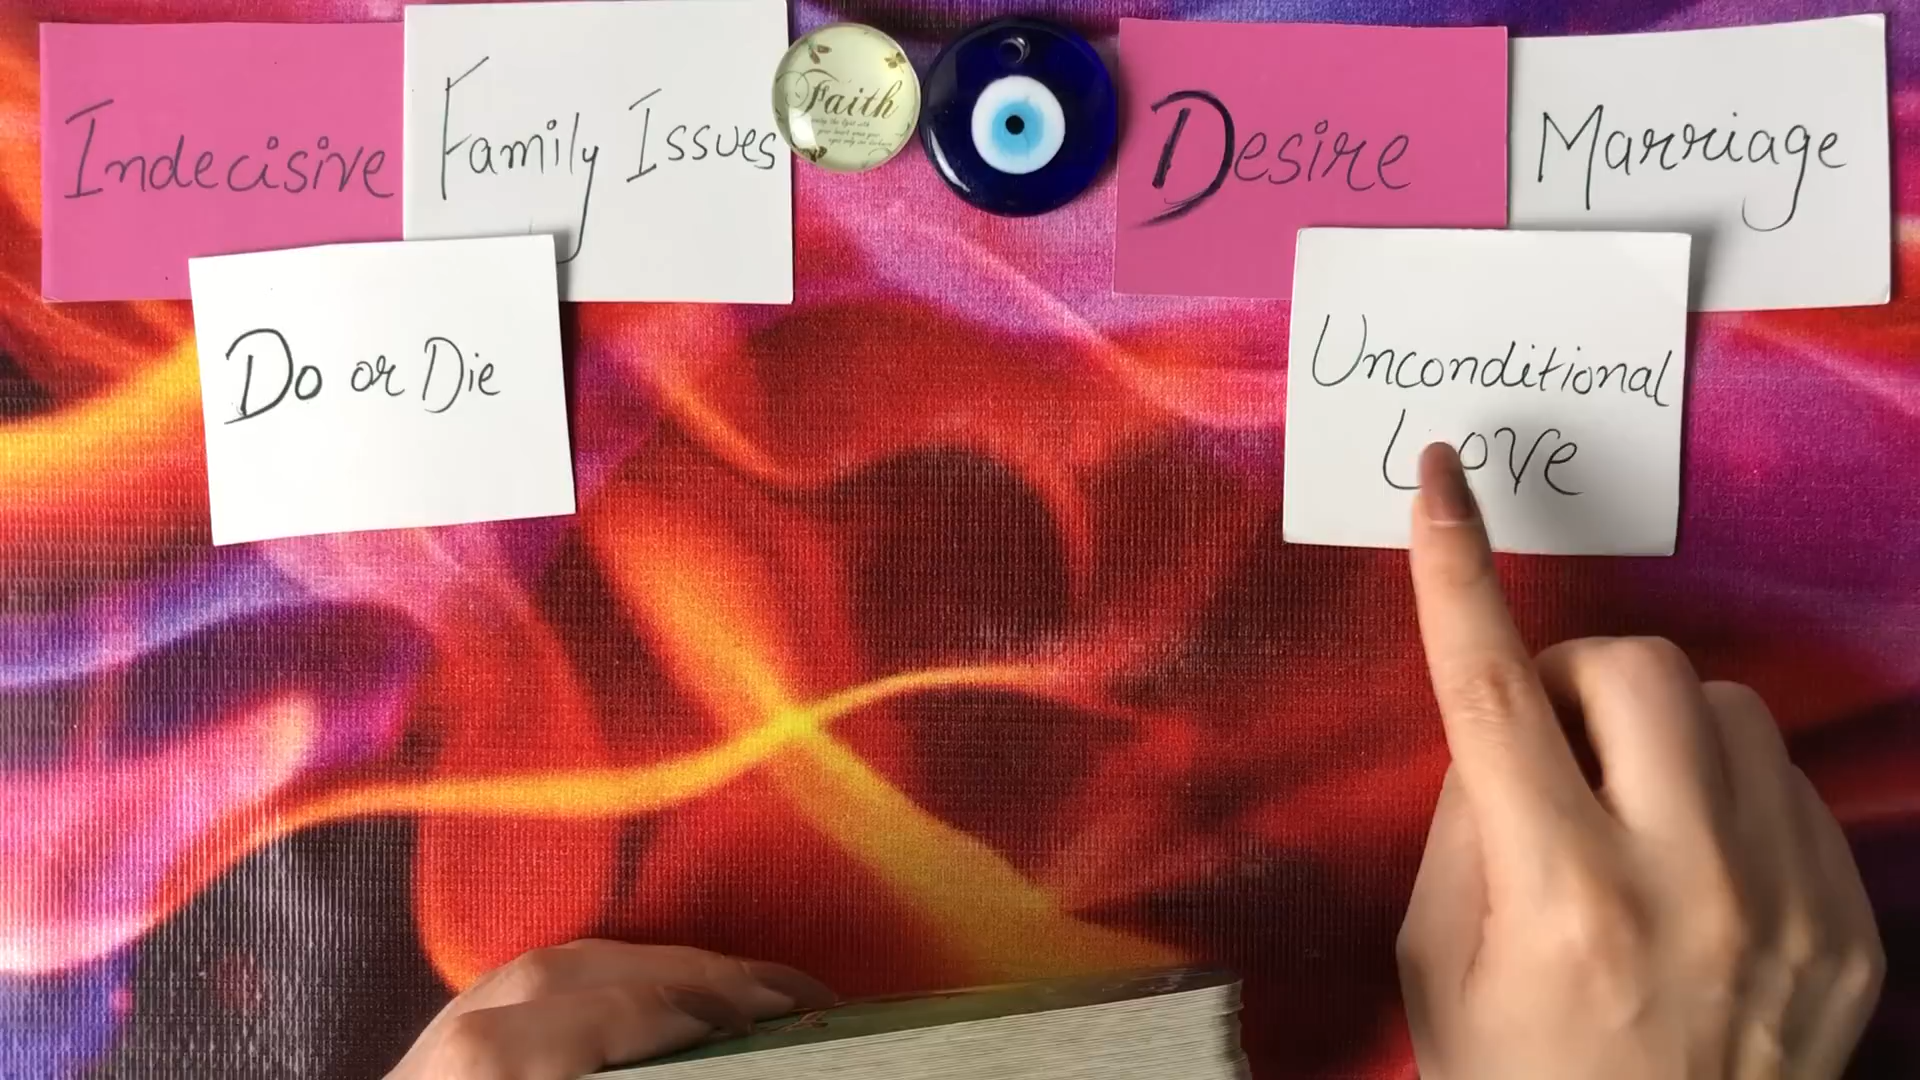 Indecisive
Family Issues
Faith
Desire
Marriage
Do or Die
Unconditional
Love